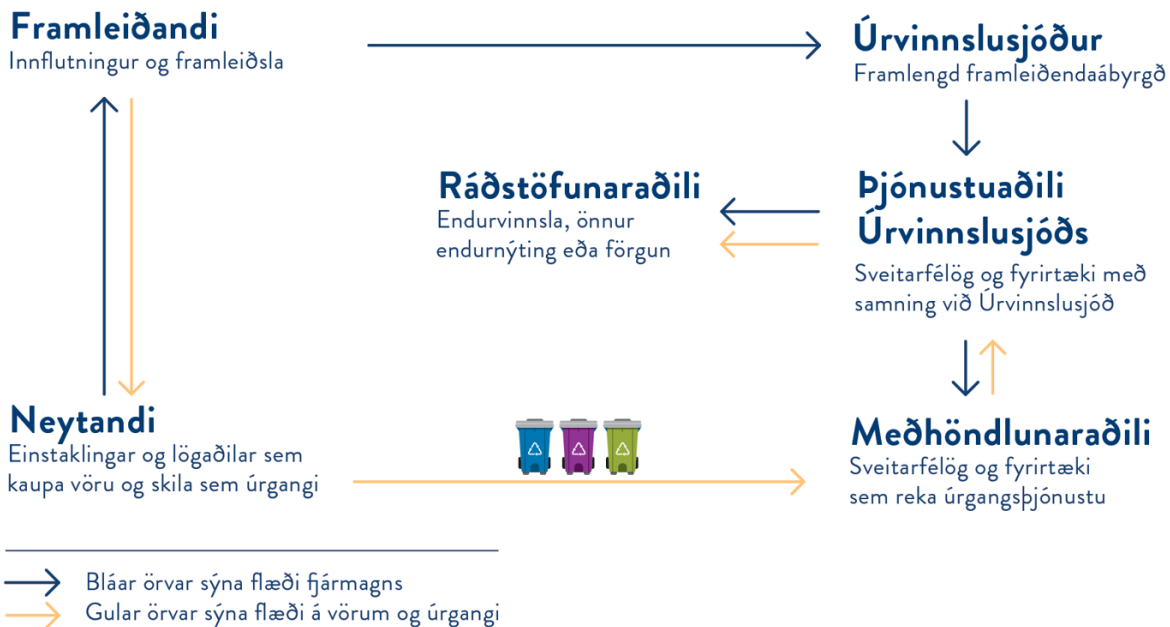 Framleiðandi
Innflutningur og framleiðsla
Úrvinnslusjóður
Framlengd framleiðendaábyrgð
Ráðstöfunaraðili
Endurvinnsla, önnur
endurnýting eða förgun
Þjónustuaðili
Úrvinnslusjóðs
Sveitarfélög og fyrirtæki með
samning við Úrvinnslusjóð
Neytandi
Einstaklingar og lögaðilar sem
kaupa vöru og skila sem úrgangi
Meðhöndlunaraðili
Sveitarfélög og fyrirtæki
sem reka úrgangsþjónustu
Bláar örvar sýna flæði fjármagns
Gular örvar sýna flæði á vörum og úrgangi